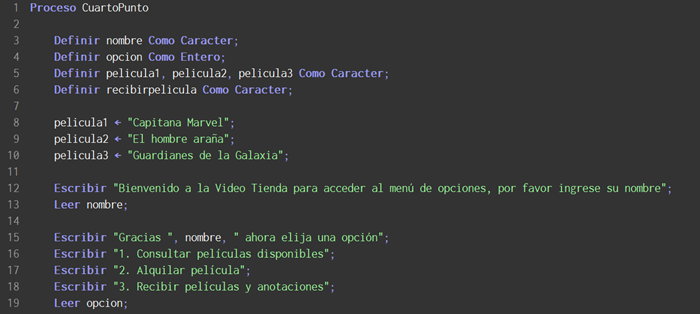 1 Proceso CuartoPunto
2
3 Definir nombre Como Caracter;
4 Definir opcion Como Entero;
5 Definir pelicula1, pelicula2, pelicula3 Como Caracter;
6 Definir recibirpelicula Como Caracter;
7
8 pelicula1 ← "Capitana Marvel";
9 pelicula2 ← "El hombre araña";
10 pelicula3 ← "Guardianes de la Galaxia";
11
12 Escribir "Bienvenido a la Video Tienda para acceder al menú de opciones, por favor ingrese su nombre";
13 Leer nombre;
14
15 Escribir "Gracias ", nombre, " ahora elija una opción";
16 Escribir "1. Consultar películas disponibles";
17 Escribir "2. Alquilar película";
18 Escribir "3. Recibir películas y anotaciones";
19 Leer opcion;